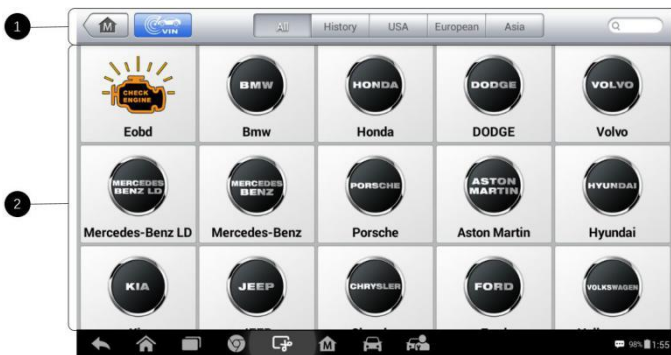 1
M
VIN
All
History
USA
European
Asia
CHECK
ENGINE
BMW
HONDA
DODGE
VOLVO
Eobd
Bmw
Honda
DODGE
Volvo
2
MERCEDES
BENZ LD
MERCEDES
BENZ
PORSCHE
ASTON
MARTIN
HYUNDAI
Mercedes-Benz LD
Mercedes-Benz
Porsche
Aston Martin
Hyundai
KIA
JEEP
CHRYSLER
FORD
VOLKSWAGEN
M
98%
1:55